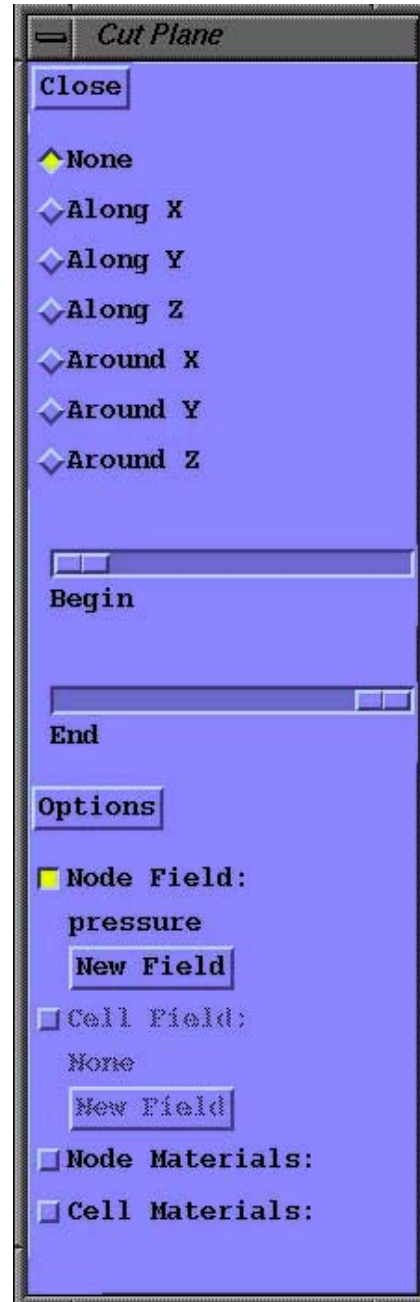 Cut Plane
Close
None
Along X
Along Y
Along Z
Around X
Around Y
Around Z
Begin
End
Options
Node Field:
pressure
New Field
Cell Field:
None
New Field
Node Materials:
Cell Materials: